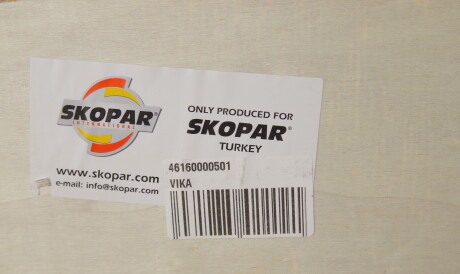 SKOPAR®
INTERNATIONAL
www.skopar.com
e-mail: info@skopar.com
ONLY PRODUCED FOR
SKOPAR®
TURKEY
46160000501
VIKA